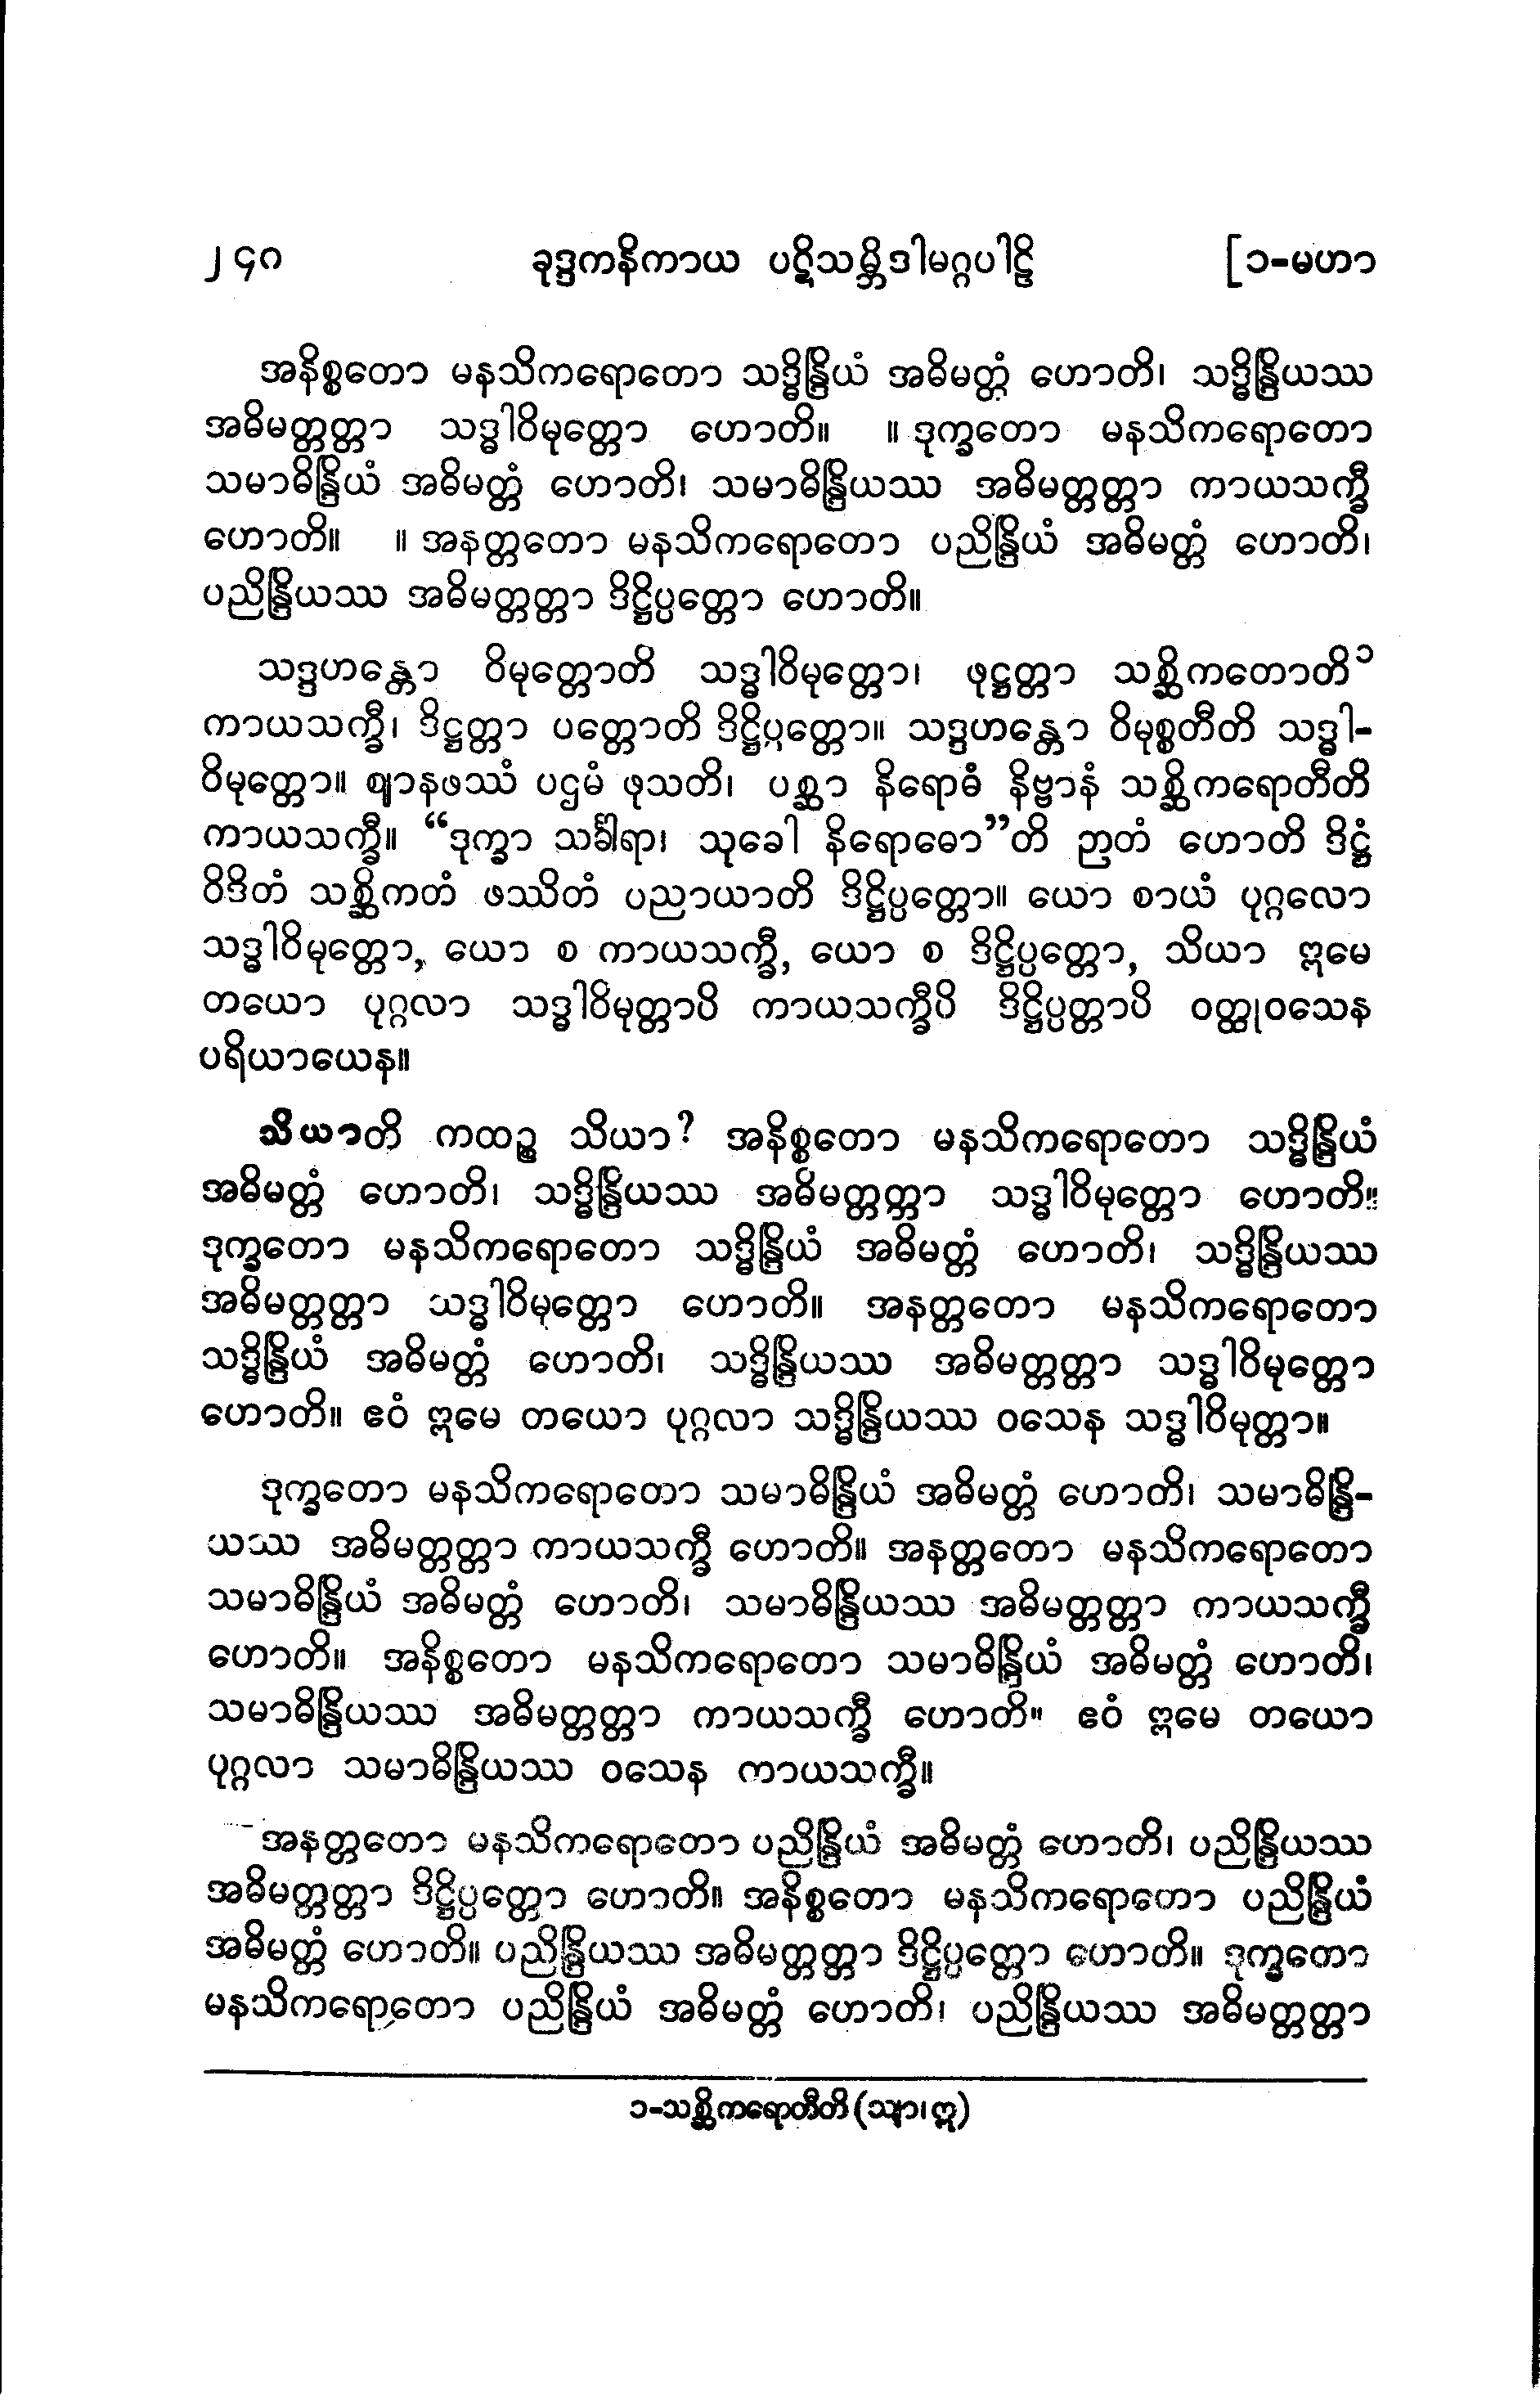 ၂၄၈ ခုဒ္ဒကနိကာယ ပဋိသမ္ဘိဒါမဂ္ဂပါဠိ [၁-မဟာ
အနိစ္စတော မနသိကရောတော သဒ္ဓိန္ဒြိယံ အဓိမတ္တံ ဟောတိ၊ သဒ္ဓိန္ဒြိယဿ
အဓိမတ္တတ္တာ သဒ္ဓါဝိမုတ္တော ဟောတိ။ ။ ဒုက္ခတော မနသိကရောတော
သမာဓိန္ဒြိယံ အဓိမတ္တံ ဟောတိ၊ သမာဓိန္ဒြိယဿ အဓိမတ္တတ္တာ ကာယသက္ခီ
ဟောတိ။ ။ အနတ္တတော မနသိကရောတော ပညိန္ဒြိယံ အဓိမတ္တံ ဟောတိ၊
ပညိန္ဒြိယဿ အဓိမတ္တတ္တာ ဒိဋ္ဌိပ္ပတ္တော ဟောတိ။
သဒ္ဒဟန္တော ဝိမုတ္တောတိ သဒ္ဓါဝိမုတ္တော၊ ဖုဋ္ဌတ္တာ သစ္ဆိကတောတိ၁
ကာယသက္ခီ၊ ဒိဋ္ဌတ္တာ ပတ္တောတိ ဒိဋ္ဌိပ္ပတ္တော။ သဒ္ဒဟန္တော ဝိမုစ္စတီတိ သဒ္ဓါ-
ဝိမုတ္တော။ ဈာနဖဿံ ပဌမံ ဖုသတိ၊ ပစ္ဆာ နိရောဓံ နိဗ္ဗာနံ သစ္ဆိကရောတီတိ
ကာယသက္ခီ။ “ဒုက္ခာ သင်္ခါရာ၊ သုခေါ နိရောဓော”တိ ဉာတံ ဟောတိ ဒိဋ္ဌံ
ဝိဒိတံ သစ္ဆိကတံ ဖဿိတံ ပညာယာတိ ဒိဋ္ဌိပ္ပတ္တော။ ယော စာယံ ပုဂ္ဂလော
သဒ္ဓါဝိမုတ္တော, ယော စ ကာယသက္ခီ, ယော စ ဒိဋ္ဌိပ္ပတ္တော, သိယာ ဣမေ
တယော ပုဂ္ဂလာ သဒ္ဓါဝိမုတ္တာပိ ကာယသက္ခီပိ ဒိဋ္ဌိပ္ပတ္တာပိ ဝတ္ထုဝသေန
ပရိယာယေန။
သိယာတိ ကထဉ္စ သိယာ? အနိစ္စတော မနသိကရောတော သဒ္ဓိန္ဒြိယံ
အဓိမတ္တံ ဟောတိ၊ သဒ္ဓိန္ဒြိယဿ အဓိမတ္တတ္တာ သဒ္ဓါဝိမုတ္တော ဟောတိ။
ဒုက္ခတော မနသိကရောတော သဒ္ဓိန္ဒြိယံ အဓိမတ္တံ ဟောတိ၊ သဒ္ဓိန္ဒြိယဿ
အဓိမတ္တတ္တာ သဒ္ဓါဝိမုတ္တော ဟောတိ။ အနတ္တတော မနသိကရောတော
သဒ္ဓိန္ဒြိယံ အဓိမတ္တံ ဟောတိ၊ သဒ္ဓိန္ဒြိယဿ အဓိမတ္တတ္တာ သဒ္ဓါဝိမုတ္တော
ဟောတိ။ ဧဝံ ဣမေ တယော ပုဂ္ဂလာ သဒ္ဓိန္ဒြိယဿ ဝသေန သဒ္ဓါဝိမုတ္တာ။
ဒုက္ခတော မနသိကရောတော သမာဓိန္ဒြိယံ အဓိမတ္တံ ဟောတိ၊ သမာဓိန္ဒြိ-
ယဿ အဓိမတ္တတ္တာ ကာယသက္ခီ ဟောတိ။ အနတ္တတော မနသိကရောတော
သမာဓိန္ဒြိယံ အဓိမတ္တံ ဟောတိ၊ သမာဓိန္ဒြိယဿ အဓိမတ္တတ္တာ ကာယသက္ခီ
ဟောတိ။ အနိစ္စတော မနသိကရောတော သမာဓိန္ဒြိယံ အဓိမတ္တံ ဟောတိ၊
သမာဓိန္ဒြိယဿ အဓိမတ္တတ္တာ ကာယသက္ခီ ဟောတိ။ ဧဝံ ဣမေ တယော
ပုဂ္ဂလာ သမာဓိန္ဒြိယဿ ဝသေန ကာယသက္ခီ။
အနတ္တတော မနသိကရောတော ပညိန္ဒြိယံ အဓိမတ္တံ ဟောတိ၊ ပညိန္ဒြိယဿ
အဓိမတ္တတ္တာ ဒိဋ္ဌိပ္ပတ္တော ဟောတိ။ အနိစ္စတော မနသိကရောတော ပညိန္ဒြိယံ
အဓိမတ္တံ ဟောတိ။ ပညိန္ဒြိယဿ အဓိမတ္တတ္တာ ဒိဋ္ဌိပ္ပတ္တော ဟောတိ။ ဒုက္ခတော
မနသိကရောတော ပညိန္ဒြိယံ အဓိမတ္တံ ဟောတိ၊ ပညိန္ဒြိယဿ အဓိမတ္တတ္တာ
၁-သစ္ဆိကရောတီတိ (သျာ၊ ဣ)